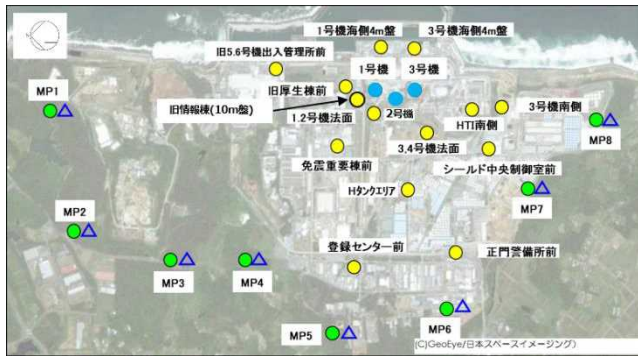 1号機海側4m盤
3号機海側4m盤
旧5.6号機出入管理所前
1号機
3号機
MP1
旧厚生棟前
旧情報棟(10m盤)
1.2号機法面
2号機
3号機南側
HTI南側
MP8
3.4号機法面
免震重要棟前
シールド中央制御室前
Hタンクエリア
MP7
MP2
登録センター前
正門警備所前
MP3
MP4
MP5
MP6
(C)GeoEye/日本スペースイメージング)